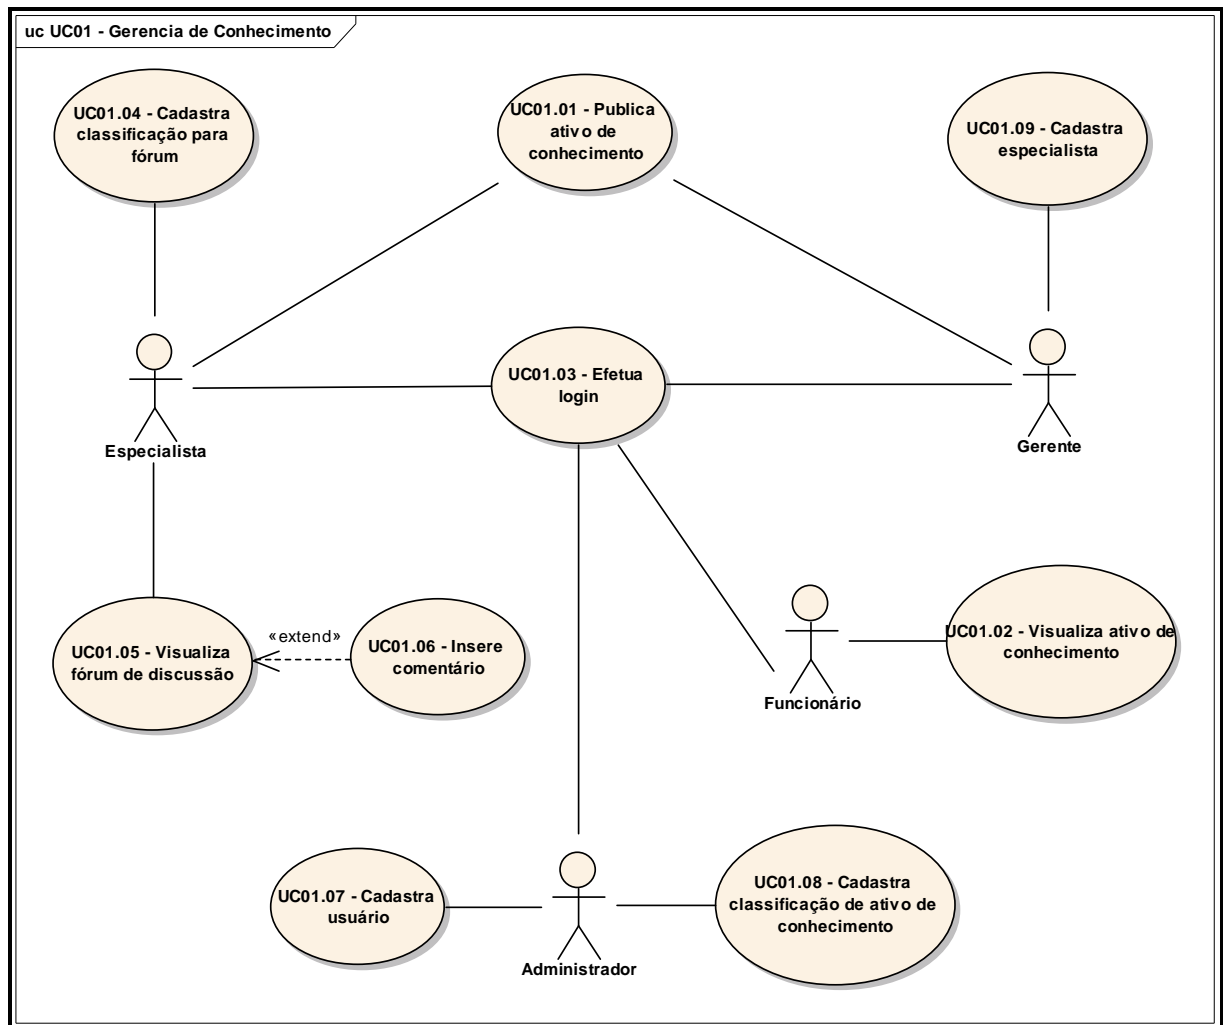 uc UC01 - Gerencia de Conhecimento
UC01.04 - Cadastra
classificação para
fórum
UC01.01 - Publica
ativo de
conhecimento
UC01.09 - Cadastra
especialista
UC01.03 - Efetua
login
Especialista
Gerente
UC01.05 - Visualiza
fórum de discussão
«extend»
UC01.06 - Insere
comentário
Funcionário
UC01.02 - Visualiza ativo de
conhecimento
UC01.07 - Cadastra
usuário
Administrador
UC01.08 - Cadastra
classificação de ativo de
conhecimento